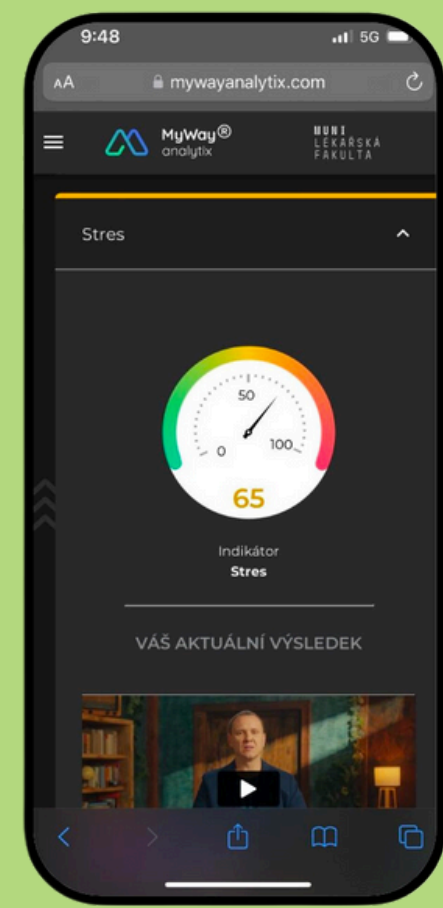 9:48
5G
AA
mywayanalytix.com
MyWay®
analytix
MUNI
LÉKAŘSKÁ
FAKULTA
Stres
50
0
100
65
Indikátor
Stres
VÁŠ AKTUÁLNÍ VÝSLEDEK